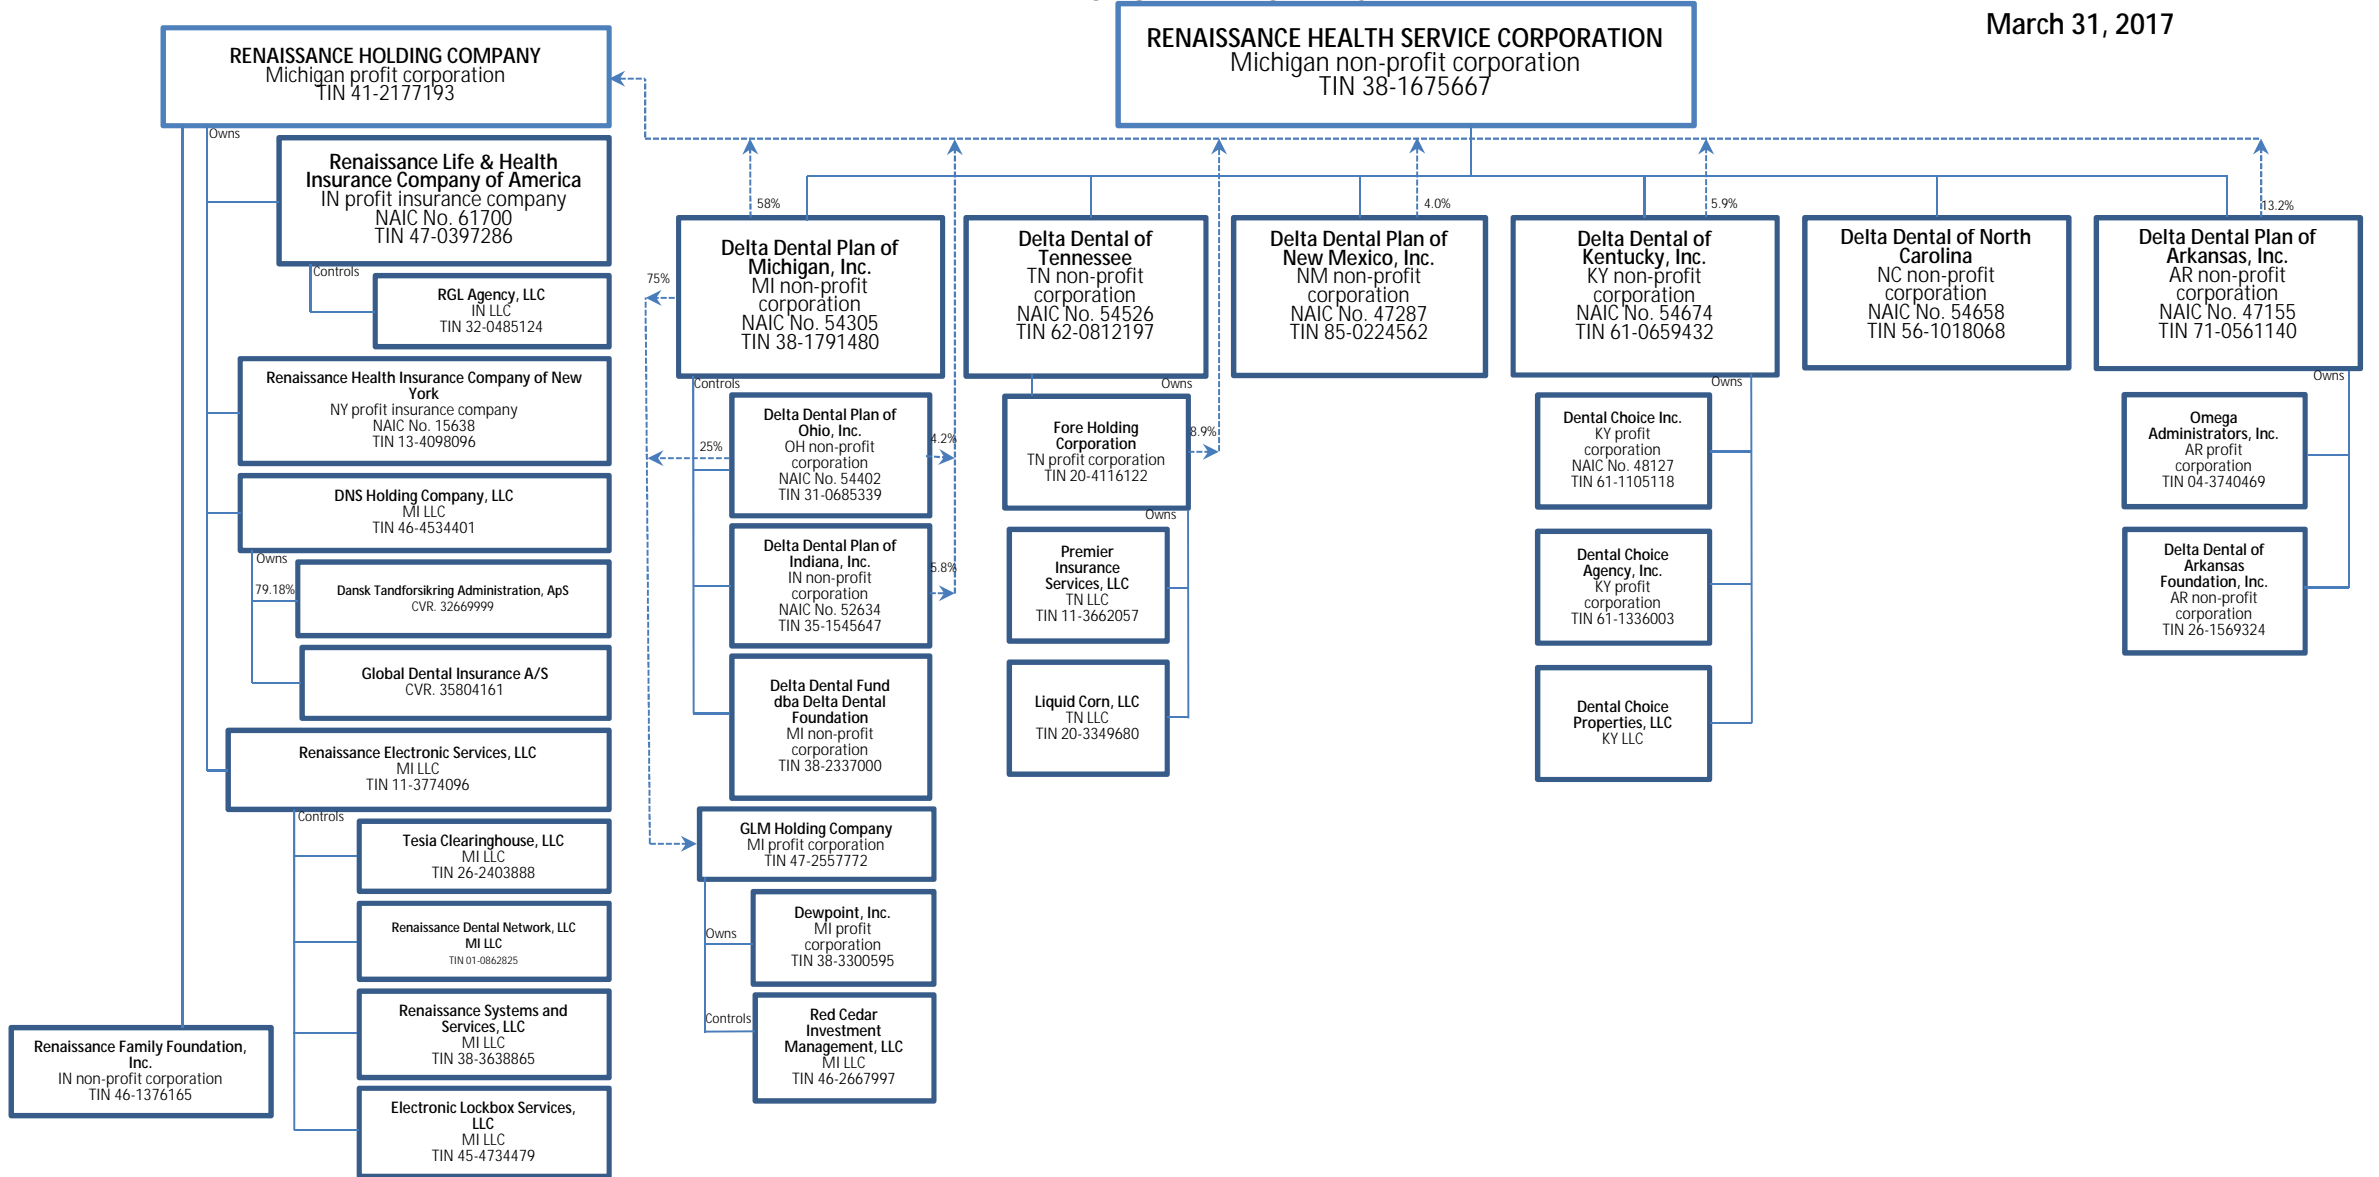 March 31, 2017
RENAISSANCE HOLDING COMPANY
Michigan profit corporation
TIN 41-2177193
RENAISSANCE HEALTH SERVICE CORPORATION
Michigan non-profit corporation
TIN 38-1675667
Owns
Renaissance Life & Health
Insurance Company of America
IN profit insurance company
NAIC No. 61700
TIN 47-0397286
Controls
RGL Agency, LLC
IN LLC
TIN 32-0485124
Renaissance Health Insurance Company of New
York
NY profit insurance company
NAIC No. 15638
TIN 13-4098096
DNS Holding Company, LLC
MI LLC
TIN 46-4534401
Owns
79.18%
Dansk Tandforsikring Administration, ApS
CVR. 32669999
Global Dental Insurance A/S
CVR. 35804161
Renaissance Electronic Services, LLC
MI LLC
TIN 11-3774096
Controls
Tesia Clearinghouse, LLC
MI LLC
TIN 26-2403888
Renaissance Dental Network, LLC
MI LLC
TIN 01-0862825
Renaissance Systems and
Services, LLC
MI LLC
TIN 38-3638865
Electronic Lockbox Services,
LLC
MI LLC
TIN 45-4734479
Renaissance Family Foundation,
Inc.
IN non-profit corporation
TIN 46-1376165
58%
Delta Dental Plan of
Michigan, Inc.
MI non-profit
corporation
NAIC No. 54305
TIN 38-1791480
75%
Controls
Delta Dental Plan of
Ohio, Inc.
OH non-profit
corporation
NAIC No. 54402
TIN 31-0685339
25%
4.2%
Delta Dental Plan of
Indiana, Inc.
IN non-profit
corporation
NAIC No. 52634
TIN 35-1545647
5.8%
Delta Dental Fund
dba Delta Dental
Foundation
MI non-profit
corporation
TIN 38-2337000
GLM Holding Company
MI profit corporation
TIN 47-2557772
Owns
Dewpoint, Inc.
MI profit
corporation
TIN 38-3300595
Controls
Red Cedar
Investment
Management, LLC
MI LLC
TIN 46-2667997
Delta Dental of
Tennessee
TN non-profit
corporation
NAIC No. 54526
TIN 62-0812197
Owns
Fore Holding
Corporation
TN profit corporation
TIN 20-4116122
8.9%
Owns
Premier
Insurance
Services, LLC
TN LLC
TIN 11-3662057
Liquid Corn, LLC
TN LLC
TIN 20-3349680
4.0%
Delta Dental Plan of
New Mexico, Inc.
NM non-profit
corporation
NAIC No. 47287
TIN 85-0224562
5.9%
Delta Dental of
Kentucky, Inc.
KY non-profit
corporation
NAIC No. 54674
TIN 61-0659432
Owns
Dental Choice Inc.
KY profit
corporation
NAIC No. 48127
TIN 61-1105118
Dental Choice
Agency, Inc.
KY profit
corporation
TIN 61-1336003
Dental Choice
Properties, LLC
KY LLC
Delta Dental of North
Carolina
NC non-profit
corporation
NAIC No. 54658
TIN 56-1018068
13.2%
Delta Dental Plan of
Arkansas, Inc.
AR non-profit
corporation
NAIC No. 47155
TIN 71-0561140
Owns
Omega
Administrators, Inc.
AR profit
corporation
TIN 04-3740469
Delta Dental of
Arkansas
Foundation, Inc.
AR non-profit
corporation
TIN 26-1569324